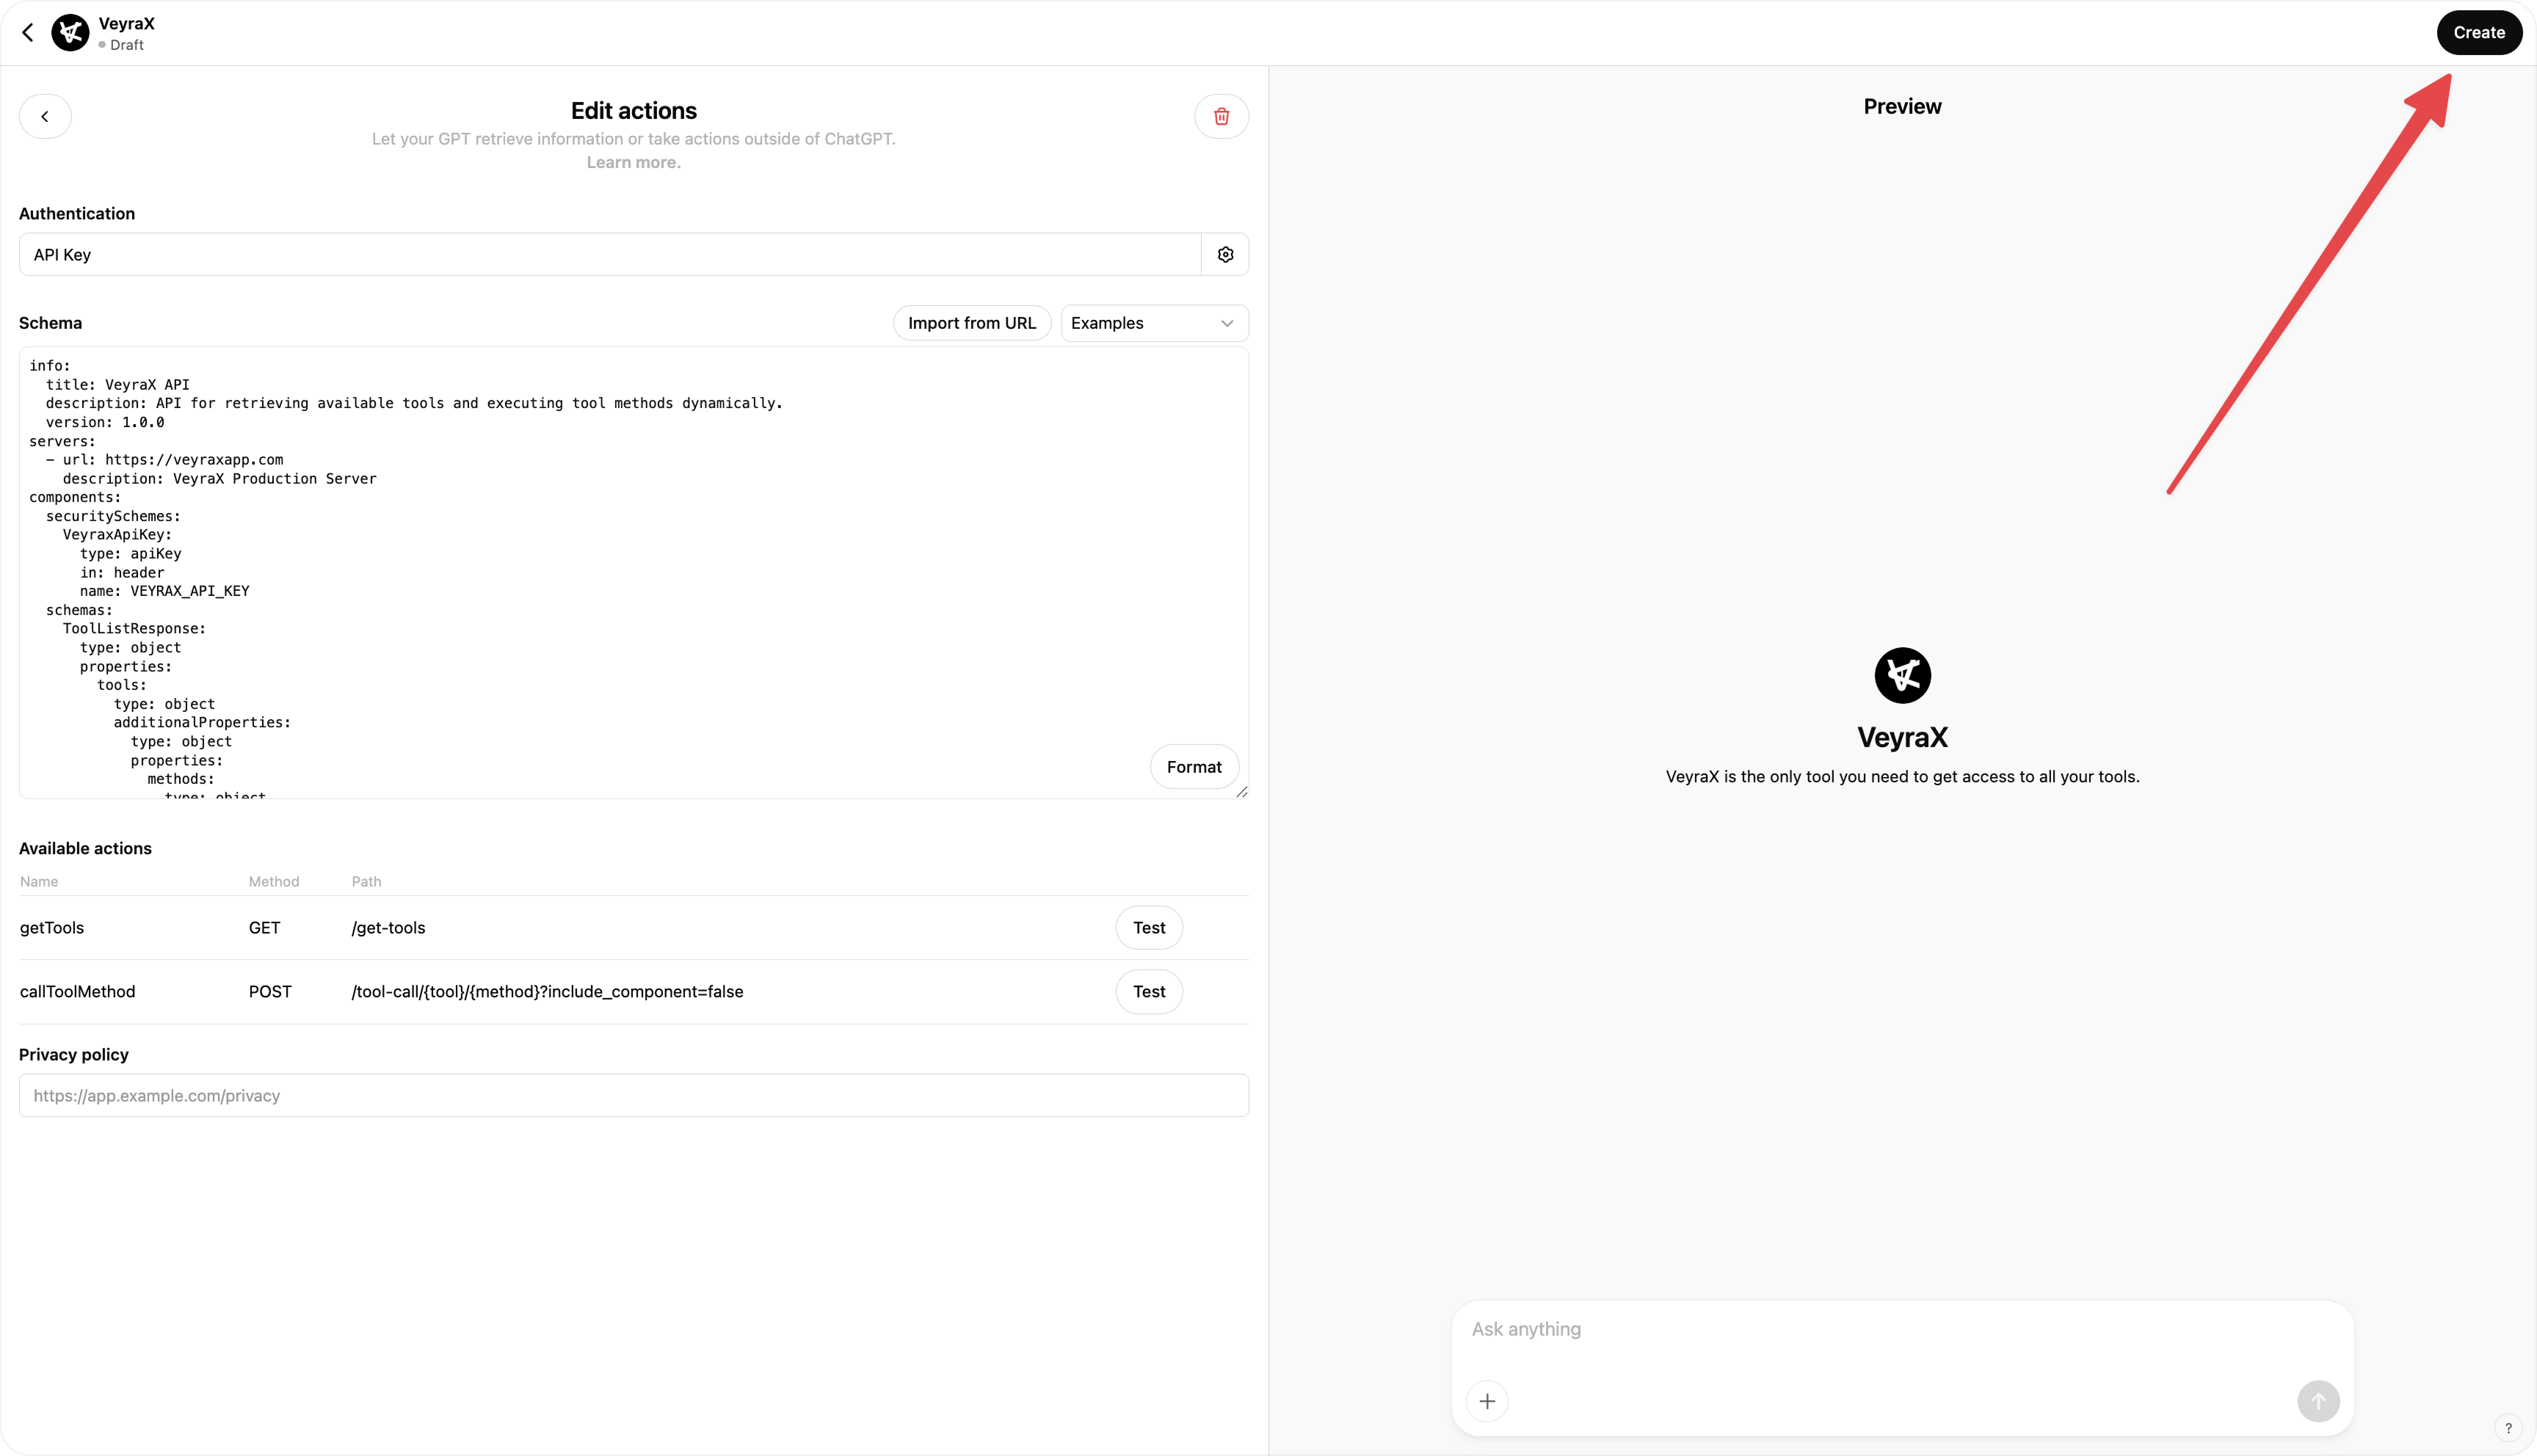 VeyraX
Draft
Create
Edit actions
Let your GPT retrieve information or take actions outside of ChatGPT.
Learn more.
Authentication
API Key
Schema
Import from URL
Examples
info:
  title: VeyraX API
  description: API for retrieving available tools and executing tool methods dynamically.
  version: 1.0.0
servers:
  - url: https://veyraxapp.com
    description: VeyraX Production Server
components:
  securitySchemes:
    VeyraxApiKey:
      type: apiKey
      in: header
      name: VEYRAX_API_KEY
  schemas:
    ToolListResponse:
      type: object
      properties:
        tools:
          type: object
          additionalProperties:
            type: object
            properties:
              methods:
                type: object
Format
Available actions
Name Method Path
getTools GET /get-tools Test
callToolMethod POST /tool-call/{tool}/{method}?include_component=false Test
Privacy policy
https://app.example.com/privacy
Preview
VeyraX
VeyraX is the only tool you need to get access to all your tools.
Ask anything
?